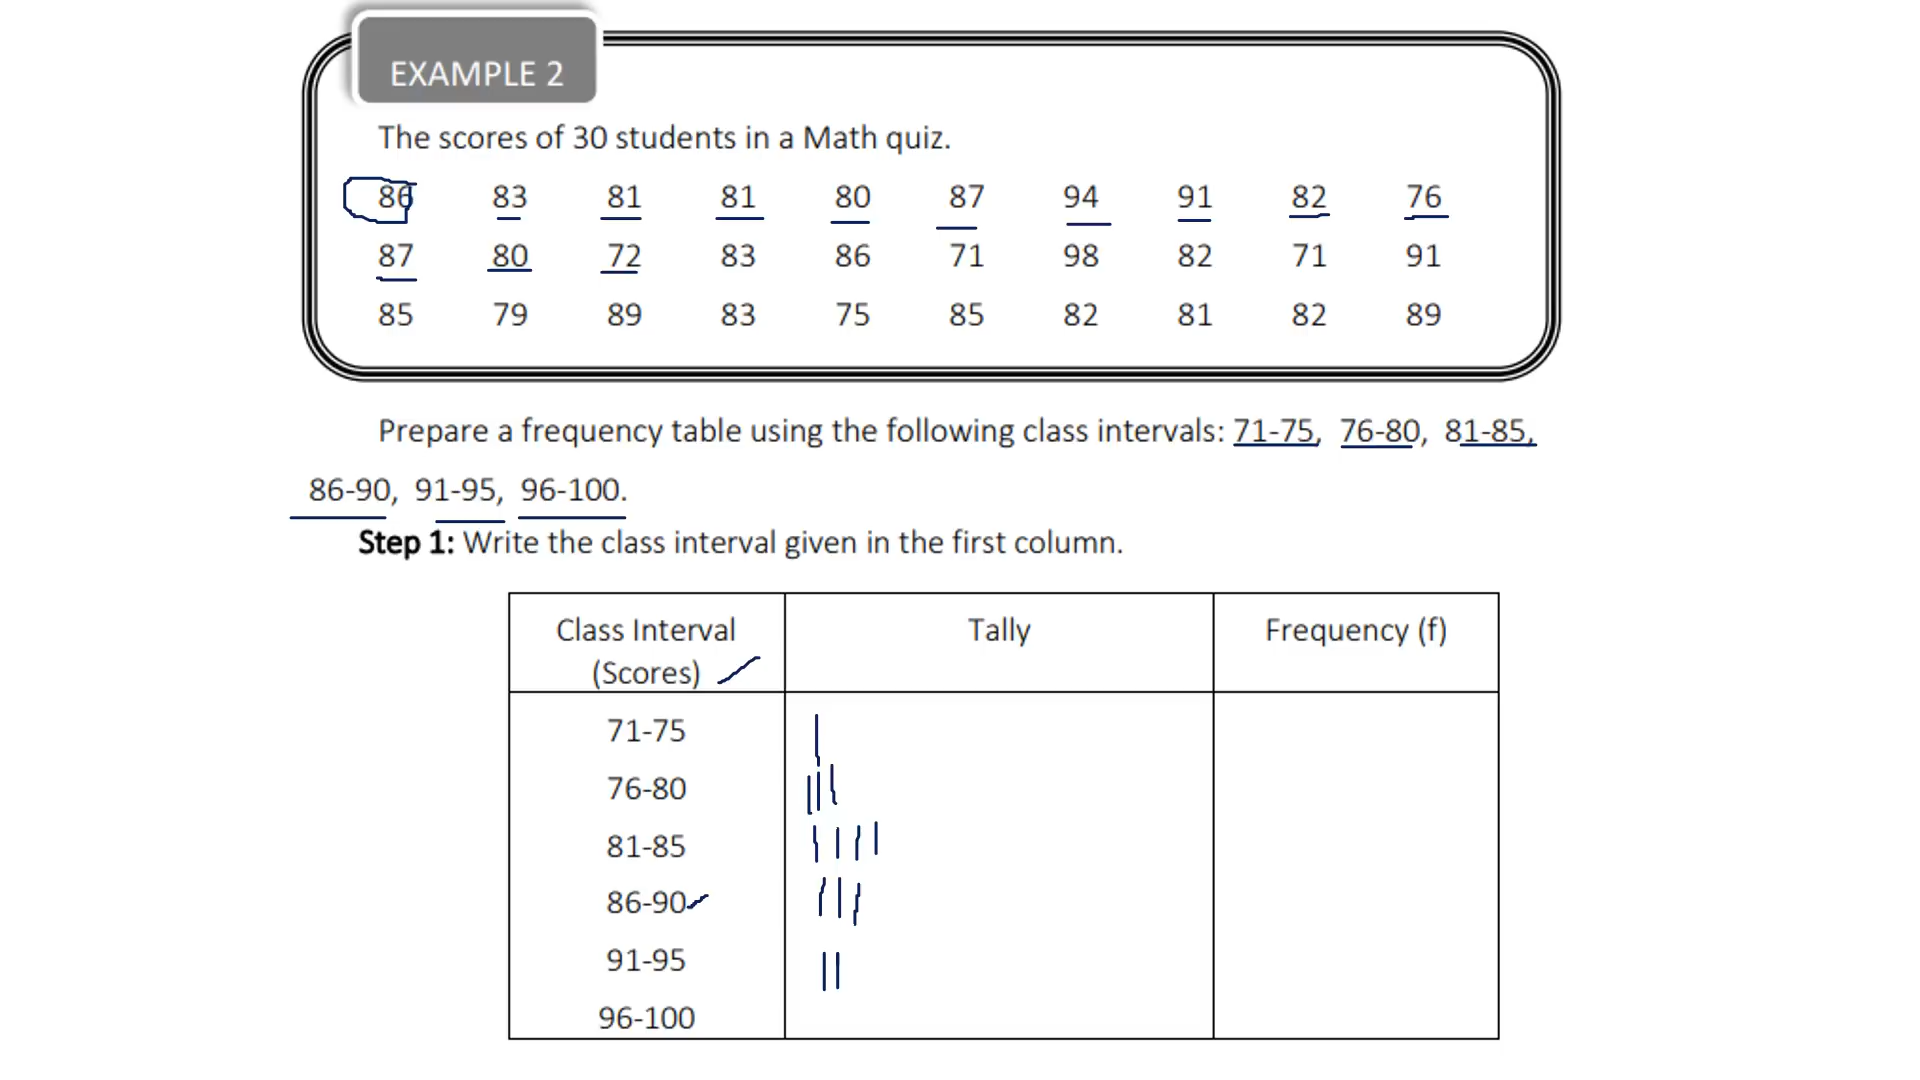 EXAMPLE 2
The scores of 30 students in a Math quiz.
86 83 81 81 80 87 94 91 82 76
87 80 72 83 86 71 98 82 71 91
85 79 89 83 75 85 82 81 82 89
Prepare a frequency table using the following class intervals: 71-75, 76-80, 81-85,
86-90, 91-95, 96-100.
Step 1: Write the class interval given in the first column.
Class Interval (Scores) Tally Frequency (f)
71-75
76-80
81-85
86-90
91-95
96-100